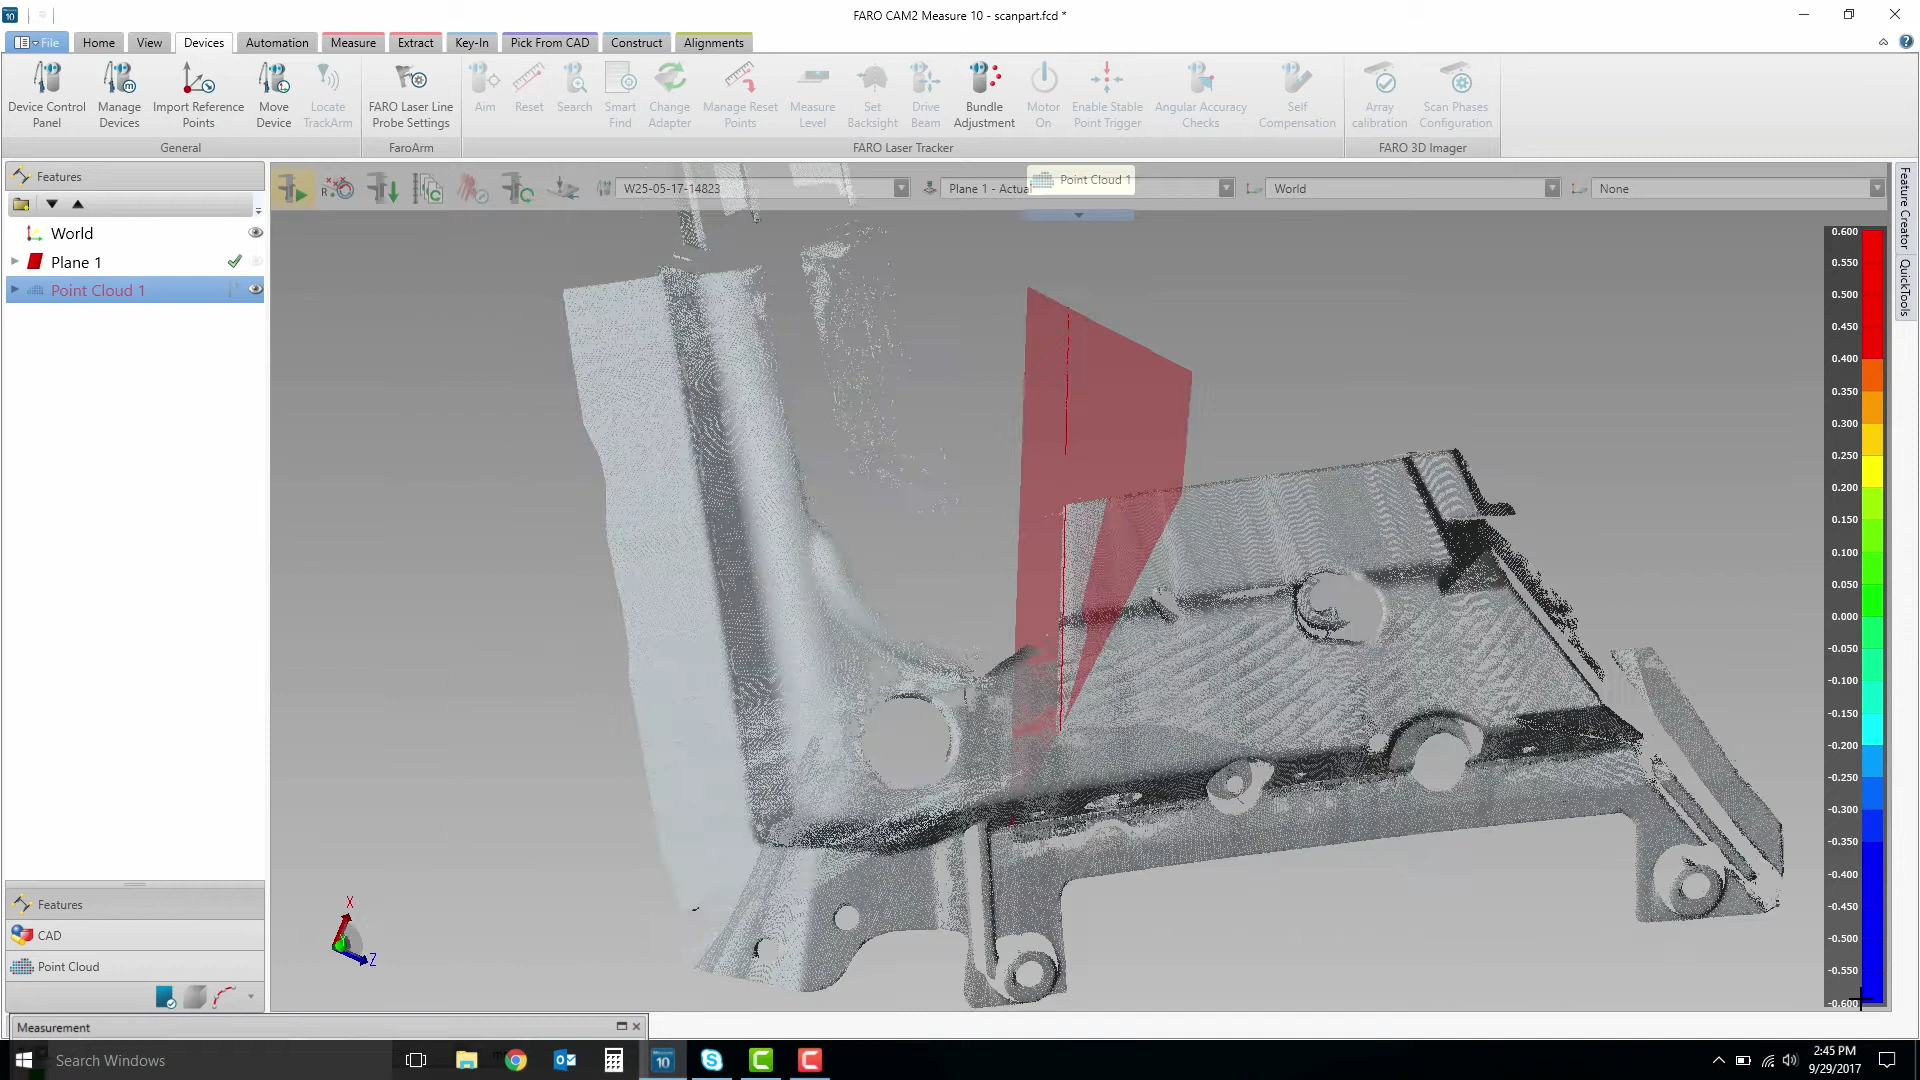 10
FARO CAM2 Measure 10 - scanpart.fcd *
File
Home
View
Devices
Automation
Measure
Extract
Key-In
Pick From CAD
Construct
Alignments
Device Control
Panel
Manage
Devices
Import Reference
Points
Move
Device
Locate
TrackArm
FARO Laser Line
Probe Settings
Aim
Reset
Search
Smart
Find
Change
Adapter
Manage Reset
Points
Measure
Level
Set
Backsight
Drive
Beam
Bundle
Adjustment
Motor
On
Enable Stable
Point Trigger
Angular Accuracy
Checks
Self
Compensation
Array
calibration
Scan Phases
Configuration
General
FaroArm
FARO Laser Tracker
FARO 3D Imager
Features
World
Plane 1
Point Cloud 1
W25-05-17-14823
Plane 1 - Actua
Point Cloud 1
World
None
Feature Creator
QuickTools
0.600
0.550
0.500
0.450
0.400
0.350
0.300
0.250
0.200
0.150
0.100
0.050
0.000
-0.050
-0.100
-0.150
-0.200
-0.250
-0.300
-0.350
-0.400
-0.450
-0.500
-0.550
-0.600
X
Z
Features
CAD
Point Cloud
Measurement
Search Windows
10
2:45 PM
9/29/2017